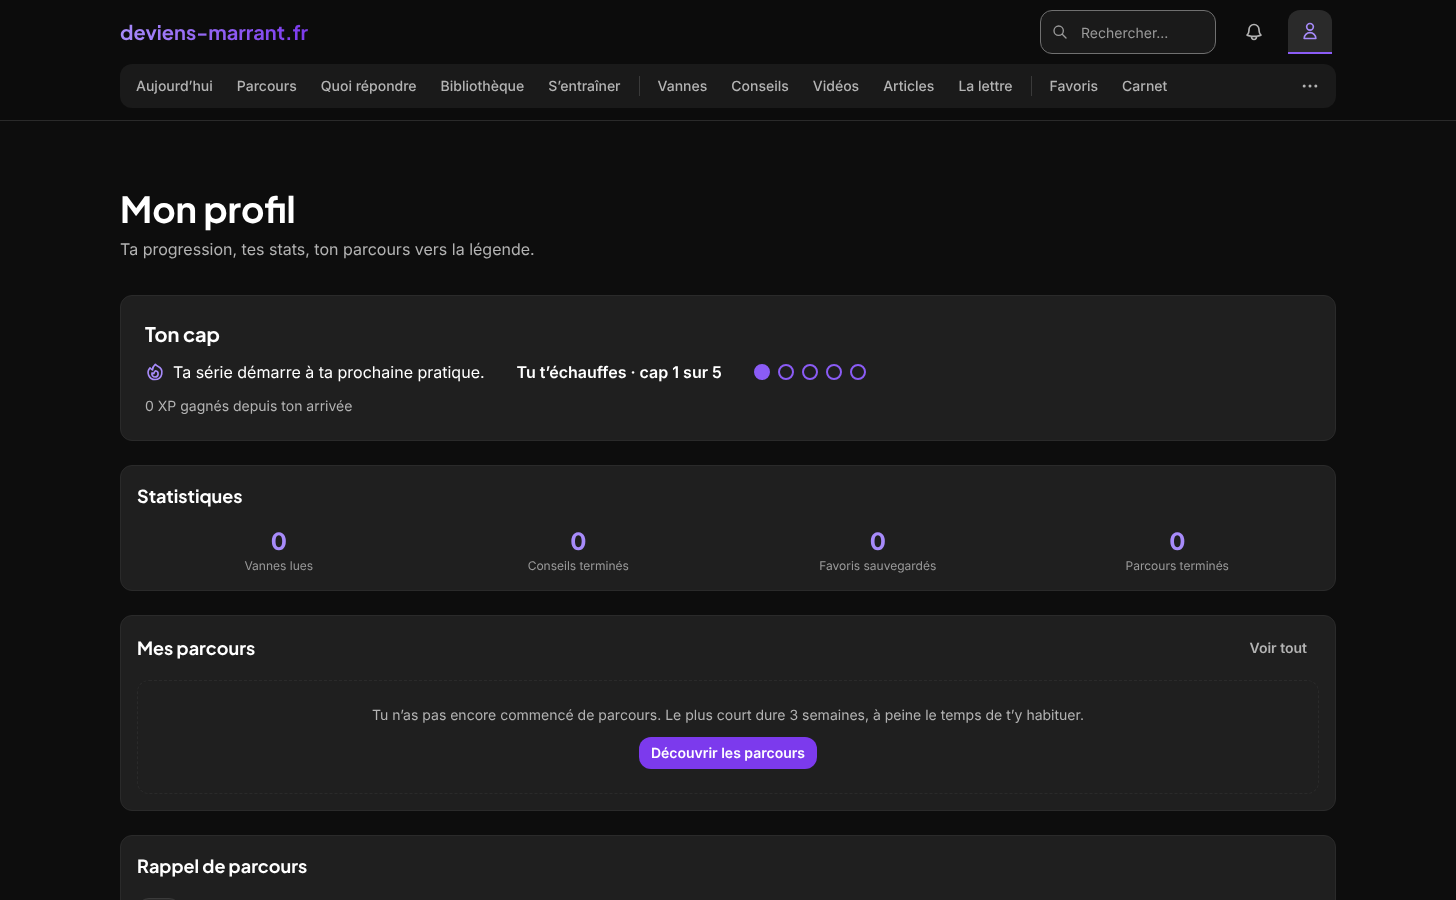 deviens-marrant.fr
Rechercher...
Aujourd’hui Parcours Quoi répondre Bibliothèque S’entraîner Vannes Conseils Vidéos Articles La lettre Favoris Carnet
Mon profil
Ta progression, tes stats, ton parcours vers la légende.
Ton cap
Ta série démarre à ta prochaine pratique. Tu t’échauffes · cap 1 sur 5
0 XP gagnés depuis ton arrivée
Statistiques
0 0 0 0
Vannes lues Conseils terminés Favoris sauvegardés Parcours terminés
Mes parcours Voir tout
Tu n’as pas encore commencé de parcours. Le plus court dure 3 semaines, à peine le temps de t’y habituer.
Découvrir les parcours
Rappel de parcours